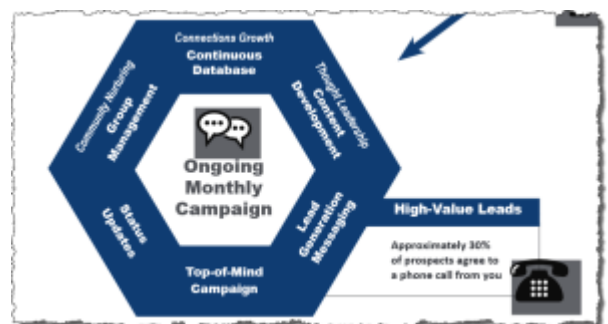 Connections Growth
Continuous
Database
Thought Leadership
Content
Development
Lead
Generation
Messaging
Top-of-Mind
Campaign
Status
Updates
Community Nurturing
Group
Management
Ongoing
Monthly
Campaign
High-Value Leads
Approximately 30%
of prospects agree to
a phone call from you